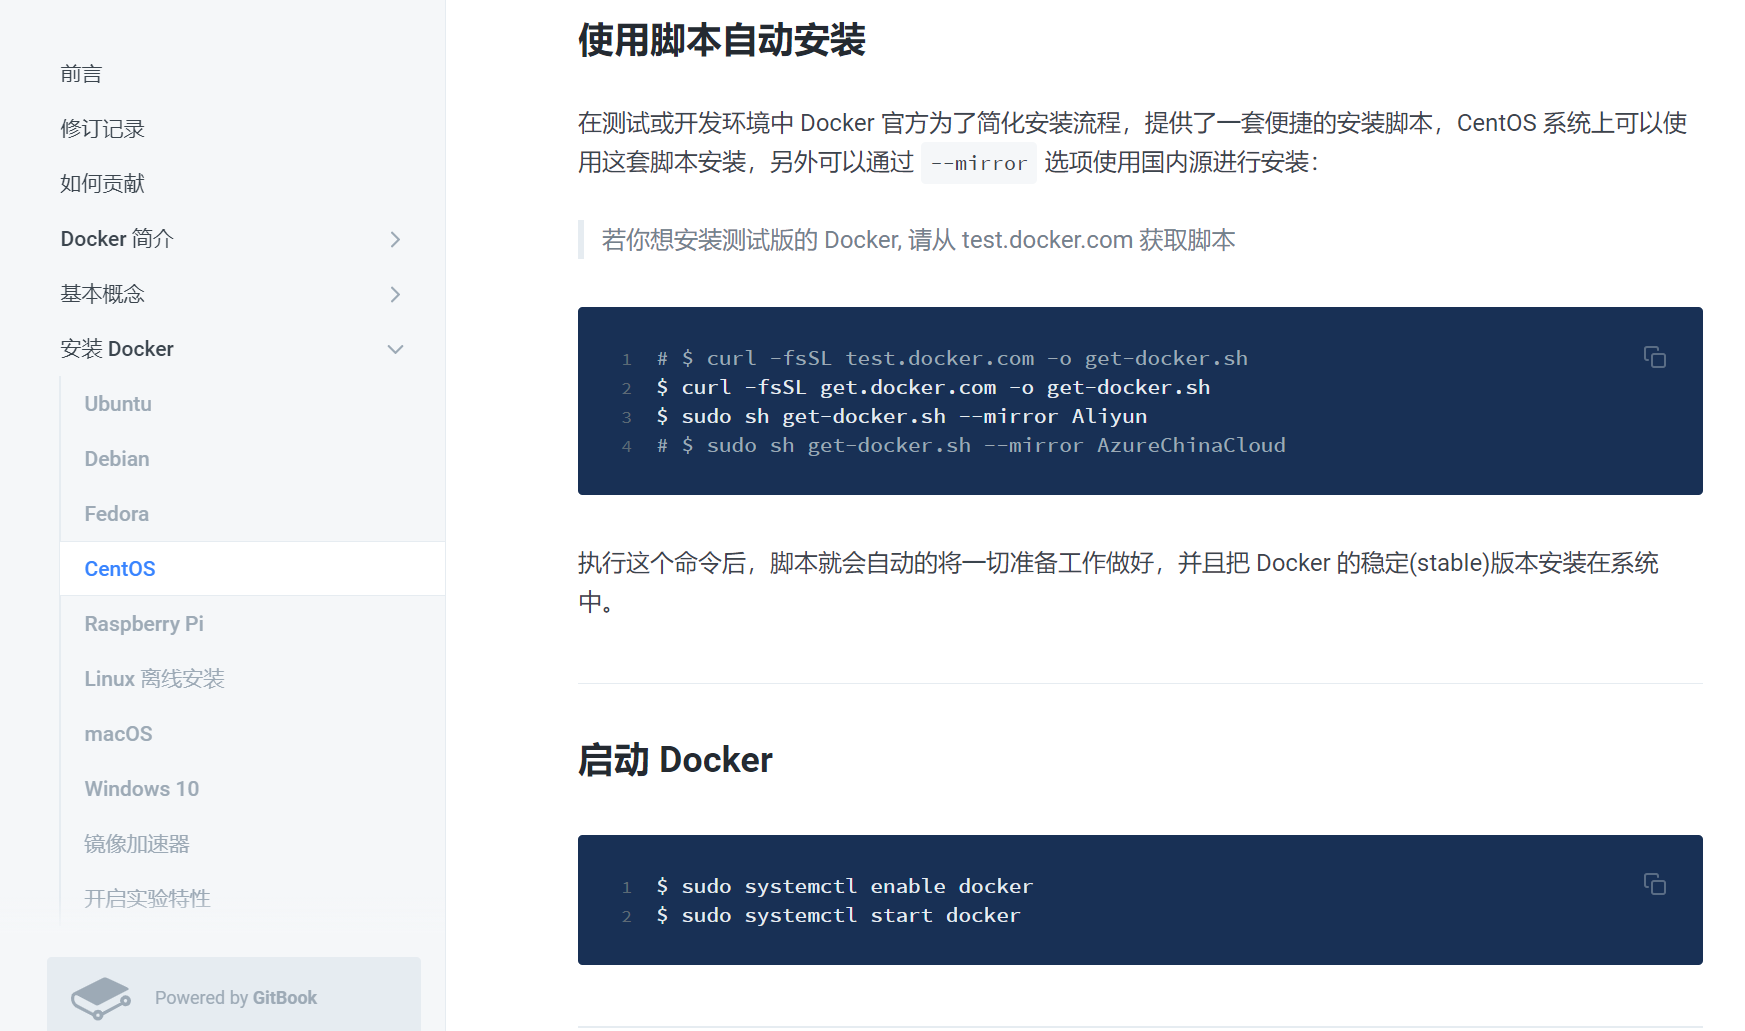 前言
修订记录
如何贡献
Docker 简介
基本概念
安装 Docker
Ubuntu
Debian
Fedora
CentOS
Raspberry Pi
Linux 离线安装
macOS
Windows 10
镜像加速器
开启实验特性
Powered by GitBook
使用脚本自动安装
在测试或开发环境中 Docker 官方为了简化安装流程，提供了一套便捷的安装脚本，CentOS 系统上可以使
用这套脚本安装，另外可以通过 --mirror 选项使用国内源进行安装：
若你想安装测试版的 Docker, 请从 test.docker.com 获取脚本
1 # $ curl -fsSL test.docker.com -o get-docker.sh
2 $ curl -fsSL get.docker.com -o get-docker.sh
3 $ sudo sh get-docker.sh --mirror Aliyun
4 # $ sudo sh get-docker.sh --mirror AzureChinaCloud
执行这个命令后，脚本就会自动的将一切准备工作做好，并且把 Docker 的稳定(stable)版本安装在系统
中。
启动 Docker
1 $ sudo systemctl enable docker
2 $ sudo systemctl start docker